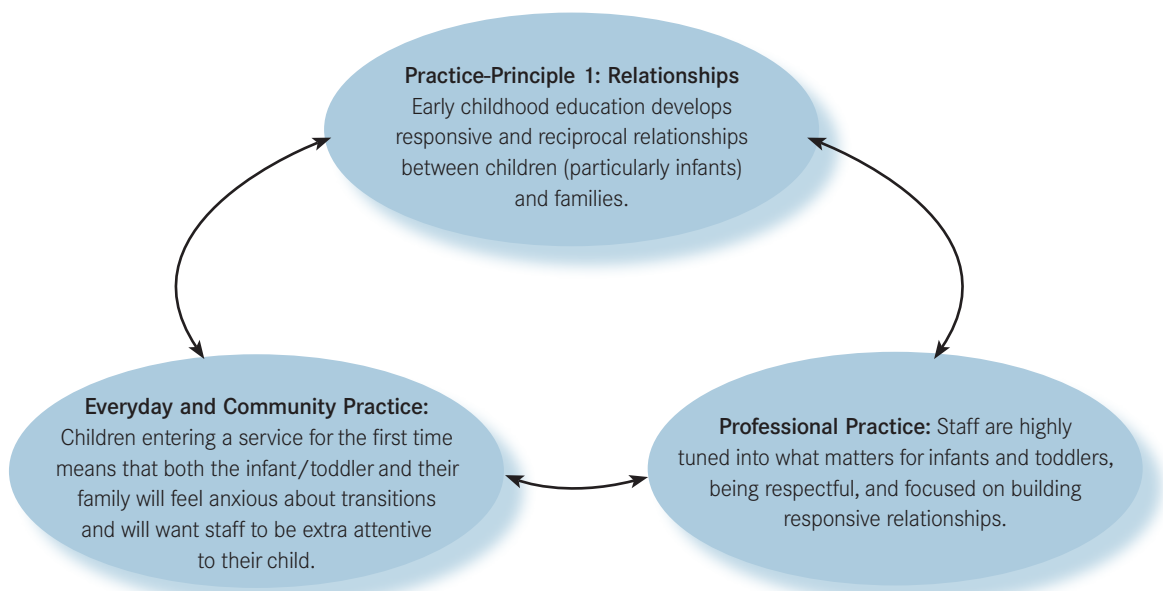 Practice-Principle 1: Relationships
Early childhood education develops
responsive and reciprocal relationships
between children (particularly infants)
and families.
Everyday and Community Practice:
Children entering a service for the first time
means that both the infant/toddler and their
family will feel anxious about transitions
and will want staff to be extra attentive
to their child.
Professional Practice: Staff are highly
tuned into what matters for infants and toddlers,
being respectful, and focused on building
responsive relationships.